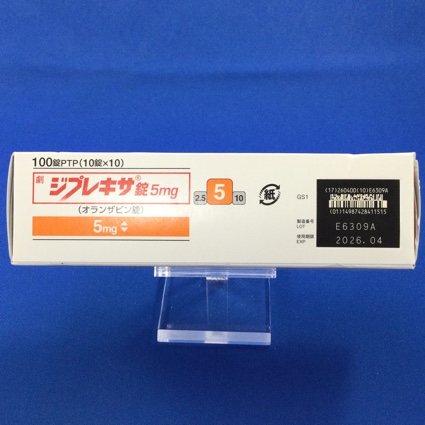 100錠PTP(10錠×10)
劇 ジプレキサ®錠5mg
(オランザピン錠)
5mg
2.5 5 10
紙
GS1
(17)260400(10)E6309A
(01)14987428411515
製造番号 LOT E6309A
使用期限 EXP 2026.04